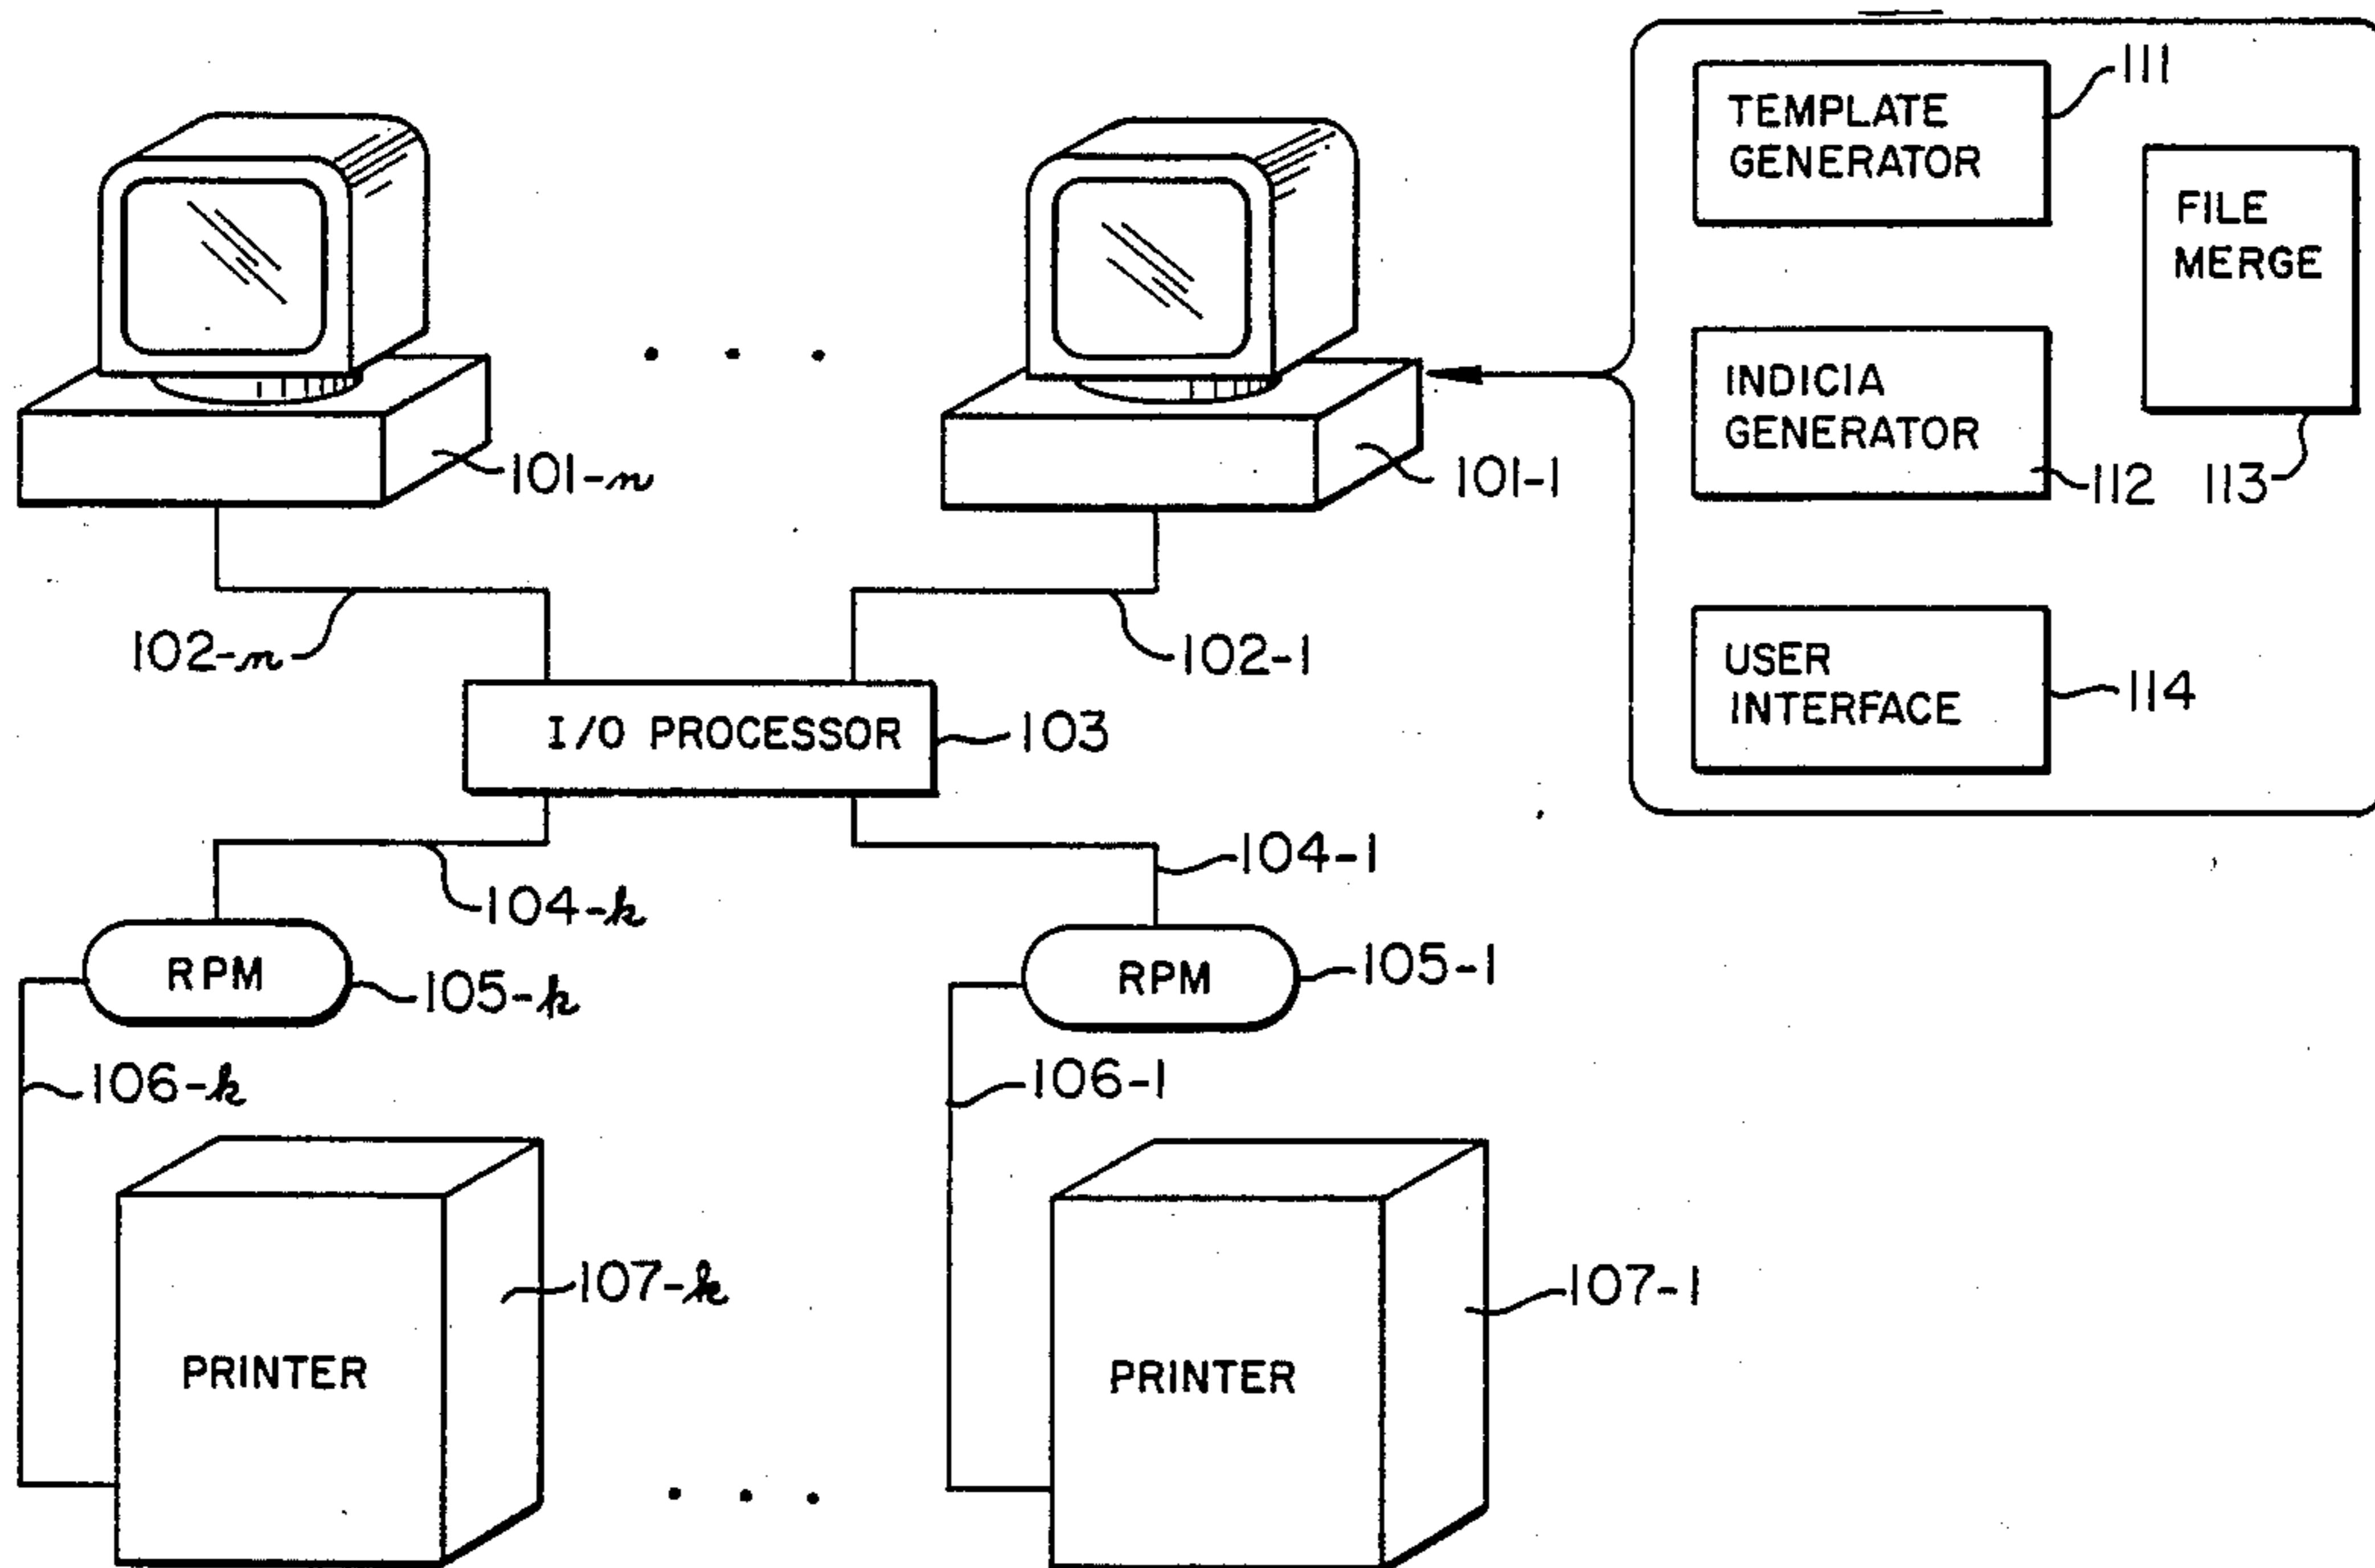 111
TEMPLATE
GENERATOR
FILE
MERGE
INDICIA
GENERATOR
101-n
101-1
112
113
102-n
102-1
USER
INTERFACE
114
I/O PROCESSOR
103
104-k
104-1
RPM
105-k
RPM
105-1
106-k
106-1
107-k
107-1
PRINTER
PRINTER